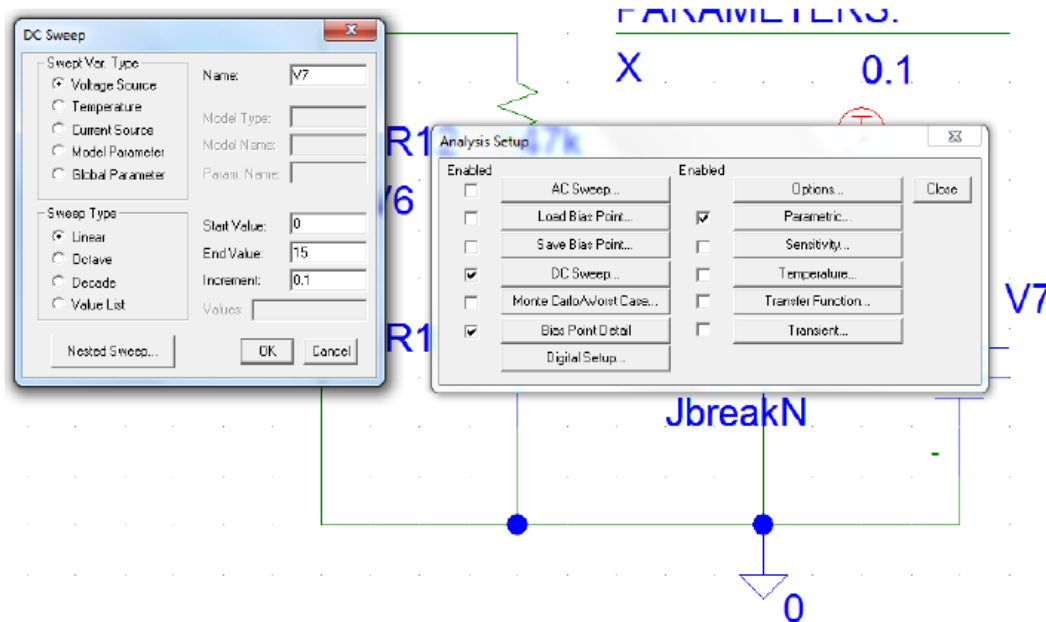 PARAMETERS:
X 0.1
DC Sweep
Swept Var. Type
Voltage Source
Temperature
Current Source
Model Parameter
Global Parameter
Name: V7
Model Type:
Model Name:
Param. Name:
Sweep Type
Linear
Octave
Decade
Value List
Start Value: 0
End Value: 15
Increment: 0.1
Values:
Nested Sweep...
OK
Cancel
47k
Analysis Setup
Enabled
AC Sweep...
Load Bias Point...
Save Bias Point...
DC Sweep...
Monte Carlo/Worst Case...
Bias Point Detail
Digital Setup...
Enabled
Options...
Parametric...
Sensitivity...
Temperature...
Transfer Function...
Transient...
Close
V7
JbreakN
-
0